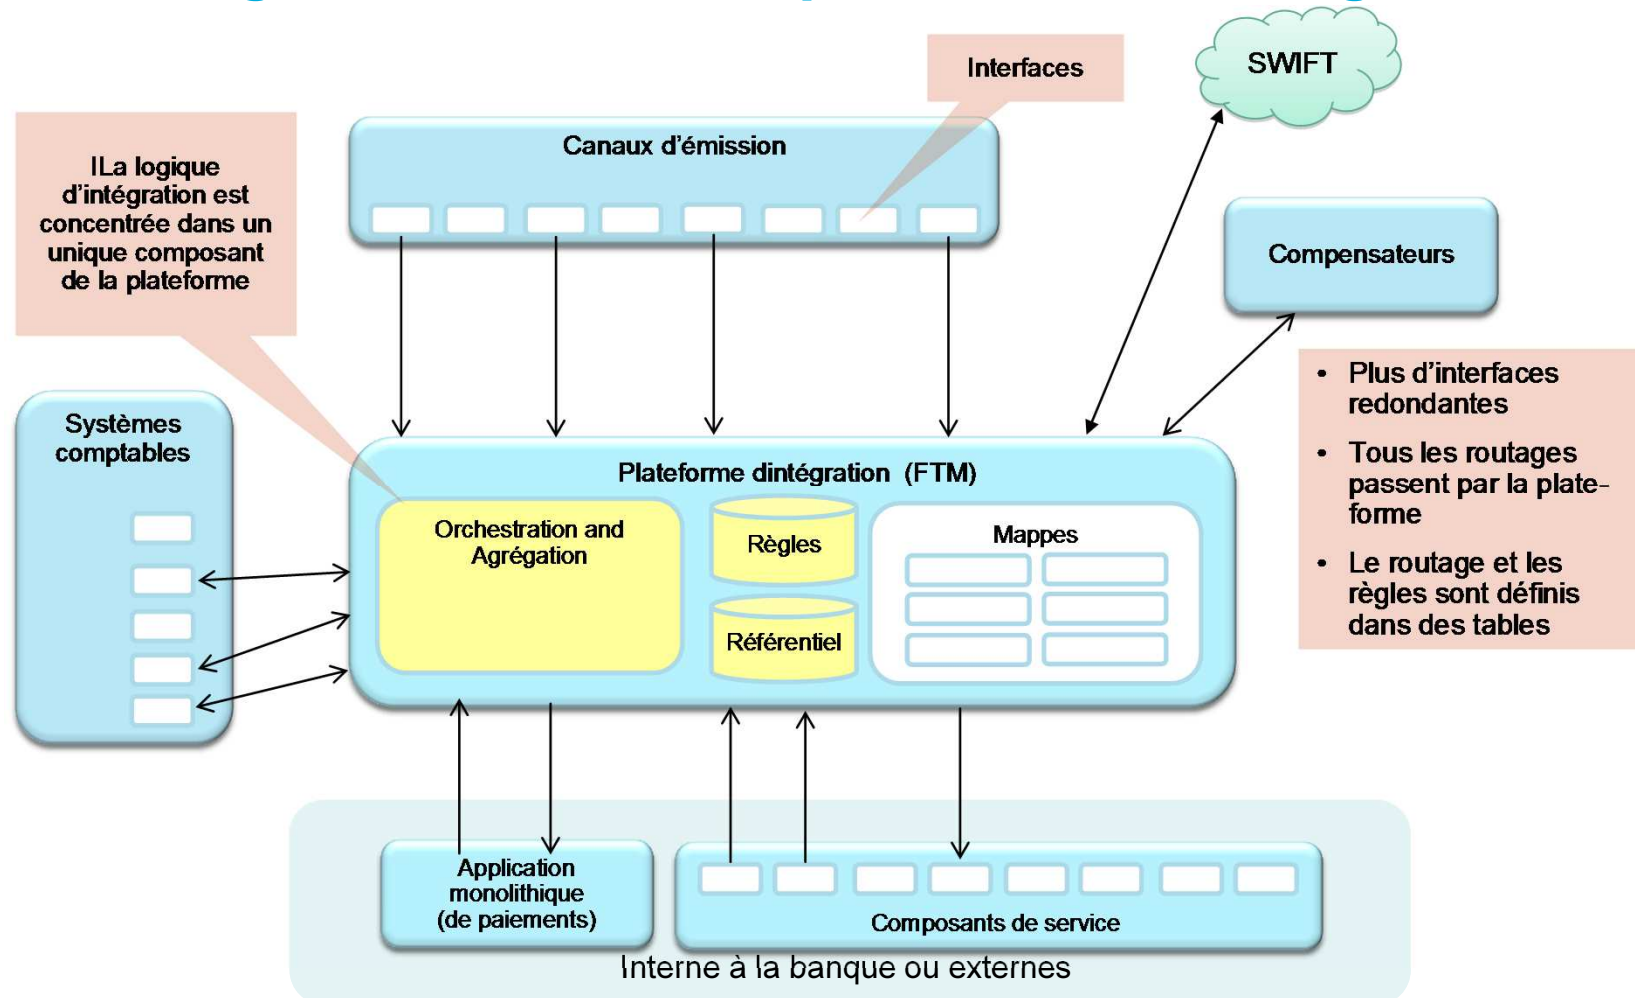 Interfaces
SWIFT
Canaux d'émission
ILa logique
d'intégration est
concentrée dans un
unique composant
de la plateforme
Compensateurs
• Plus d'interfaces
redondantes
• Tous les routages
passent par la plate-
forme
• Le routage et les
règles sont définis
dans des tables
Systèmes
comptables
Plateforme dintégration (FTM)
Orchestration and
Agrégation
Règles
Référentiel
Mappes
Application
monolithique
(de paiements)
Composants de service
Interne à la banque ou externes